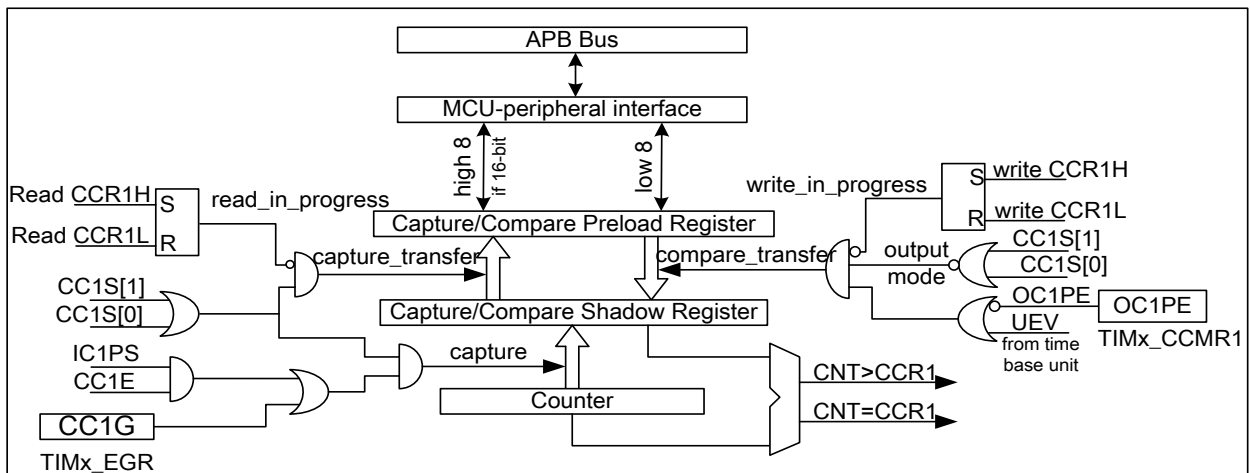 APB Bus
MCU-peripheral interface
high 8
if 16-bit
low 8
Read CCR1H
S
read_in_progress
write_in_progress
S
write CCR1H
Read CCR1L
R
Capture/Compare Preload Register
R
write CCR1L
capture_transfer
compare_transfer
output
mode
CC1S[1]
CC1S[0]
CC1S[1]
CC1S[0]
Capture/Compare Shadow Register
OC1PE
OC1PE
UEV
from time
base unit
TIMx_CCMR1
IC1PS
CC1E
capture
CNT>CCR1
Counter
CNT=CCR1
CC1G
TIMx_EGR